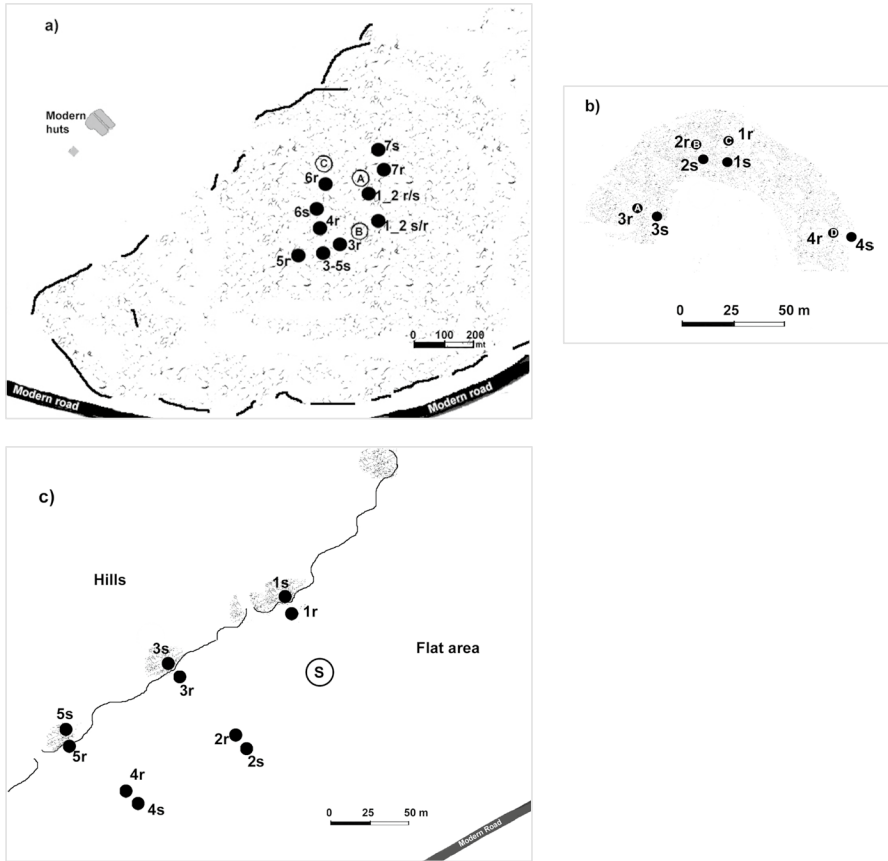 a)
Modern
huts
7s
C
7r
A
6r
1_2 r/s
6s
4r
1_2 s/r
B
3r
5r
3-5s
0 100 200
mt
Modern road
Modern road
b)
1r
2r
B
C
2s
1s
A
3r
3s
D
4r
4s
0 25 50 m
c)
Hills
1s
1r
Flat area
3s
S
3r
5s
5r
2r
2s
4r
4s
0 25 50 m
Modern Road